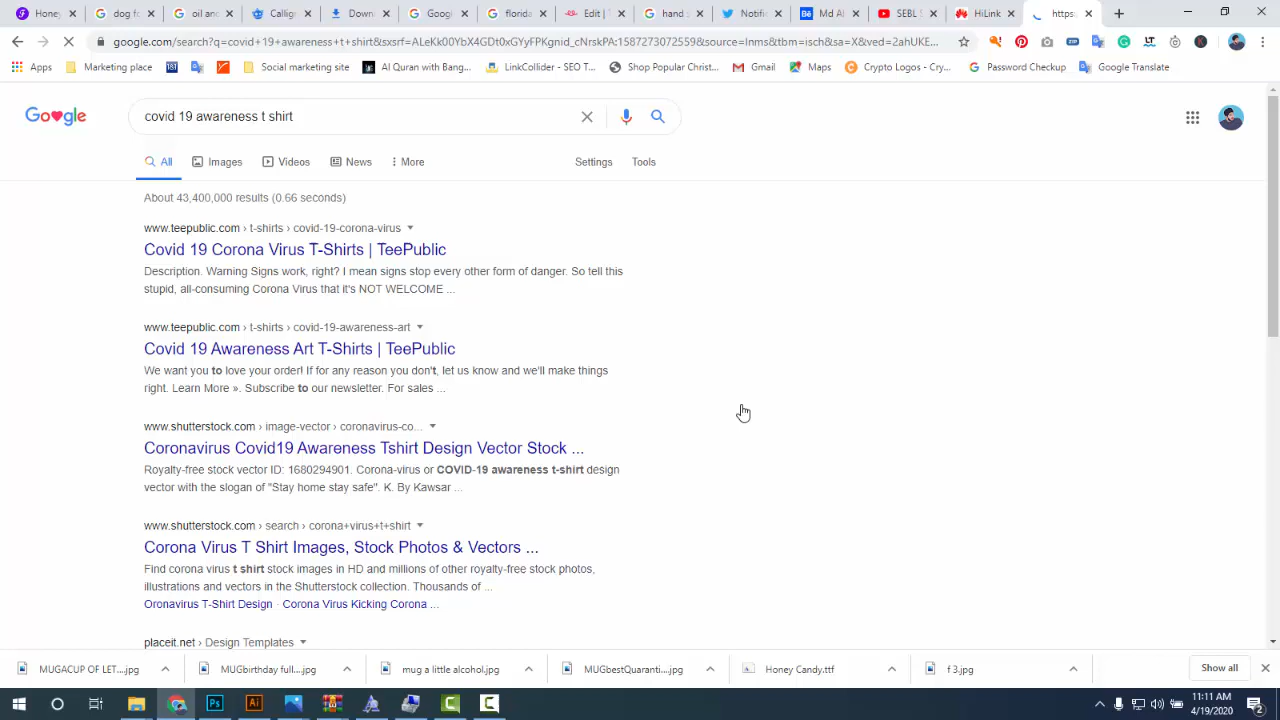 Honey
dog fo
oil and
Callig
Down
Goog
florida
Edit |
hand s
Notifi
Md Al
SEBL S
HiLink
https:
google.com/search?q=covid+19+awareness+t+shirt&sxsrf=ALeKk00YbX4GDt0xGYyFPKgnid_cNrskPA:1587273072559&source=lnms&tbm=isch&sa=X&ved=2ahUKE...
Apps
Marketing place
Social marketing site
Al Quran with Bang...
LinkCollider - SEO T...
Shop Popular Christ...
Gmail
Maps
Crypto Logos - Cry...
Password Checkup
Google Translate
covid 19 awareness t shirt
All Images Videos News More Settings Tools
About 43,400,000 results (0.66 seconds)
www.teepublic.com › t-shirts › covid-19-corona-virus
Covid 19 Corona Virus T-Shirts | TeePublic
Description. Warning Signs work, right? I mean signs stop every other form of danger. So tell this
stupid, all-consuming Corona Virus that it's NOT WELCOME ...
www.teepublic.com › t-shirts › covid-19-awareness-art
Covid 19 Awareness Art T-Shirts | TeePublic
We want you to love your order! If for any reason you don't, let us know and we'll make things
right. Learn More ». Subscribe to our newsletter. For sales ...
www.shutterstock.com › image-vector › coronavirus-co...
Coronavirus Covid19 Awareness Tshirt Design Vector Stock ...
Royalty-free stock vector ID: 1680294901. Corona-virus or COVID-19 awareness t-shirt design
vector with the slogan of "Stay home stay safe". K. By Kawsar ...
www.shutterstock.com › search › corona+virus+t+shirt
Corona Virus T Shirt Images, Stock Photos & Vectors ...
Find corona virus t shirt stock images in HD and millions of other royalty-free stock photos,
illustrations and vectors in the Shutterstock collection. Thousands of ...
Oronavirus T-Shirt Design · Corona Virus Kicking Corona ...
placeit.net › Design Templates
MUGACUP OF LET....jpg
MUGbirthday full....jpg
mug a little alcohol.jpg
MUGbestQuaranti....jpg
Honey Candy.ttf
f 3.jpg
Show all
11:11 AM
4/19/2020